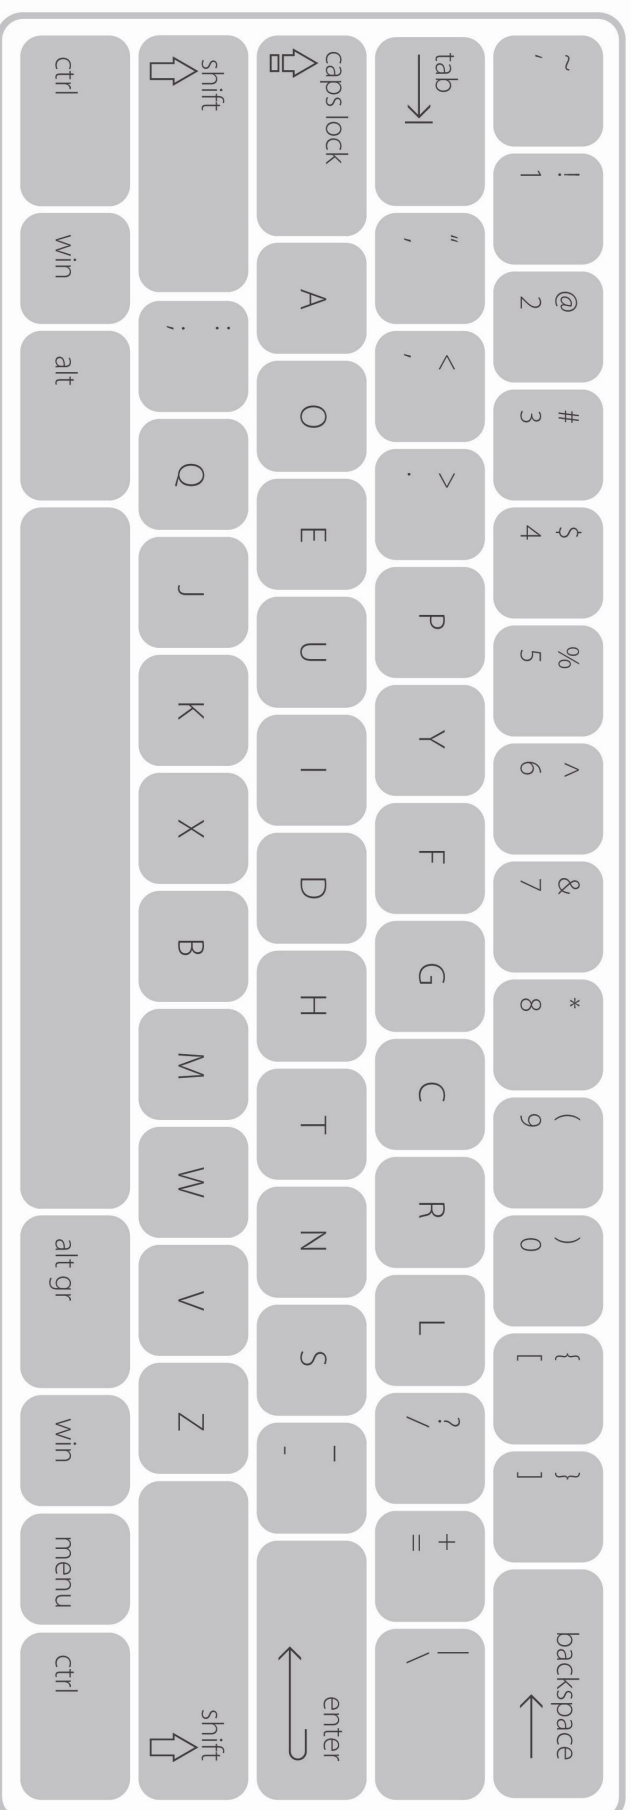 ~ ! @ # $ % ^ & * ( ) { } backspace
` 1 2 3 4 5 6 7 8 9 0 [ ]
tab " < > P Y F G C R L ? + |
' , . / = \
caps lock A O E U I D H T N S _ enter
-
shift : Q J K X B M W V Z shift
;
ctrl win alt alt gr win menu ctrl